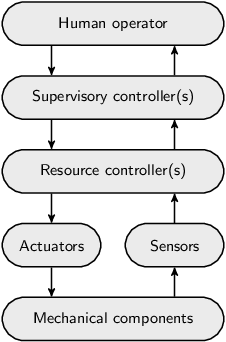 Human operator
Supervisory controller(s)
Resource controller(s)
Actuators
Sensors
Mechanical components